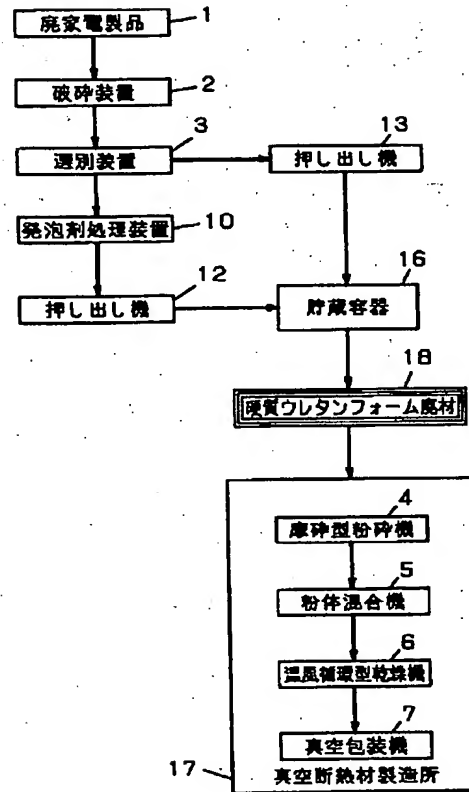 廃家電製品 1
破砕装置 2
選別装置 3
押し出し機 13
発泡剤処理装置 10
押し出し機 12
貯蔵容器 16
硬質ウレタンフォーム廃材 18
摩砕型粉砕機 4
粉体混合機 5
温風循環型乾燥機 6
真空包装機 7
真空断熱材製造所 17